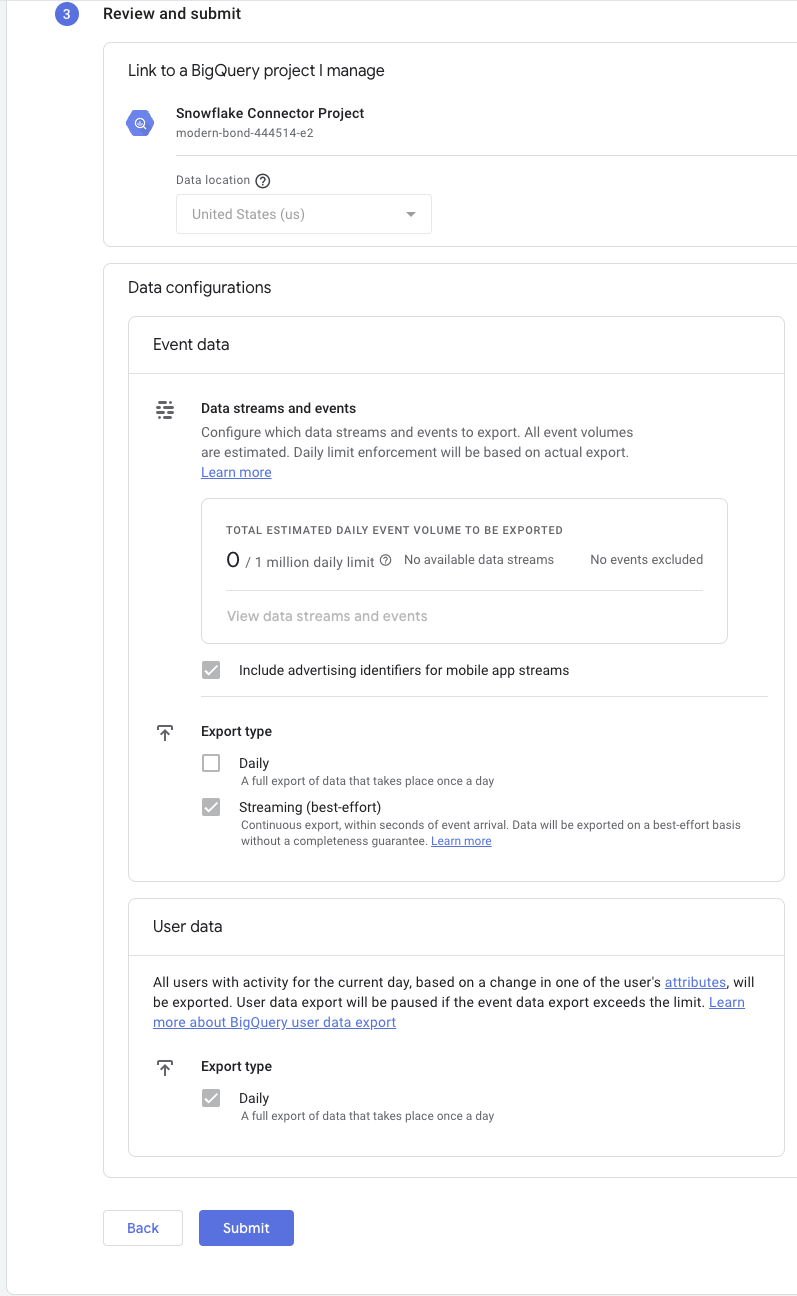 3 Review and submit
Link to a BigQuery project I manage
Snowflake Connector Project
modern-bond-444514-e2
Data location ?
United States (us)
Data configurations
Event data
Data streams and events
Configure which data streams and events to export. All event volumes
are estimated. Daily limit enforcement will be based on actual export.
Learn more
TOTAL ESTIMATED DAILY EVENT VOLUME TO BE EXPORTED
0 / 1 million daily limit ? No available data streams No events excluded
View data streams and events
Include advertising identifiers for mobile app streams
Export type
Daily
A full export of data that takes place once a day
Streaming (best-effort)
Continuous export, within seconds of event arrival. Data will be exported on a best-effort basis
without a completeness guarantee. Learn more
User data
All users with activity for the current day, based on a change in one of the user's attributes, will
be exported. User data export will be paused if the event data export exceeds the limit. Learn
more about BigQuery user data export
Export type
Daily
A full export of data that takes place once a day
Back Submit